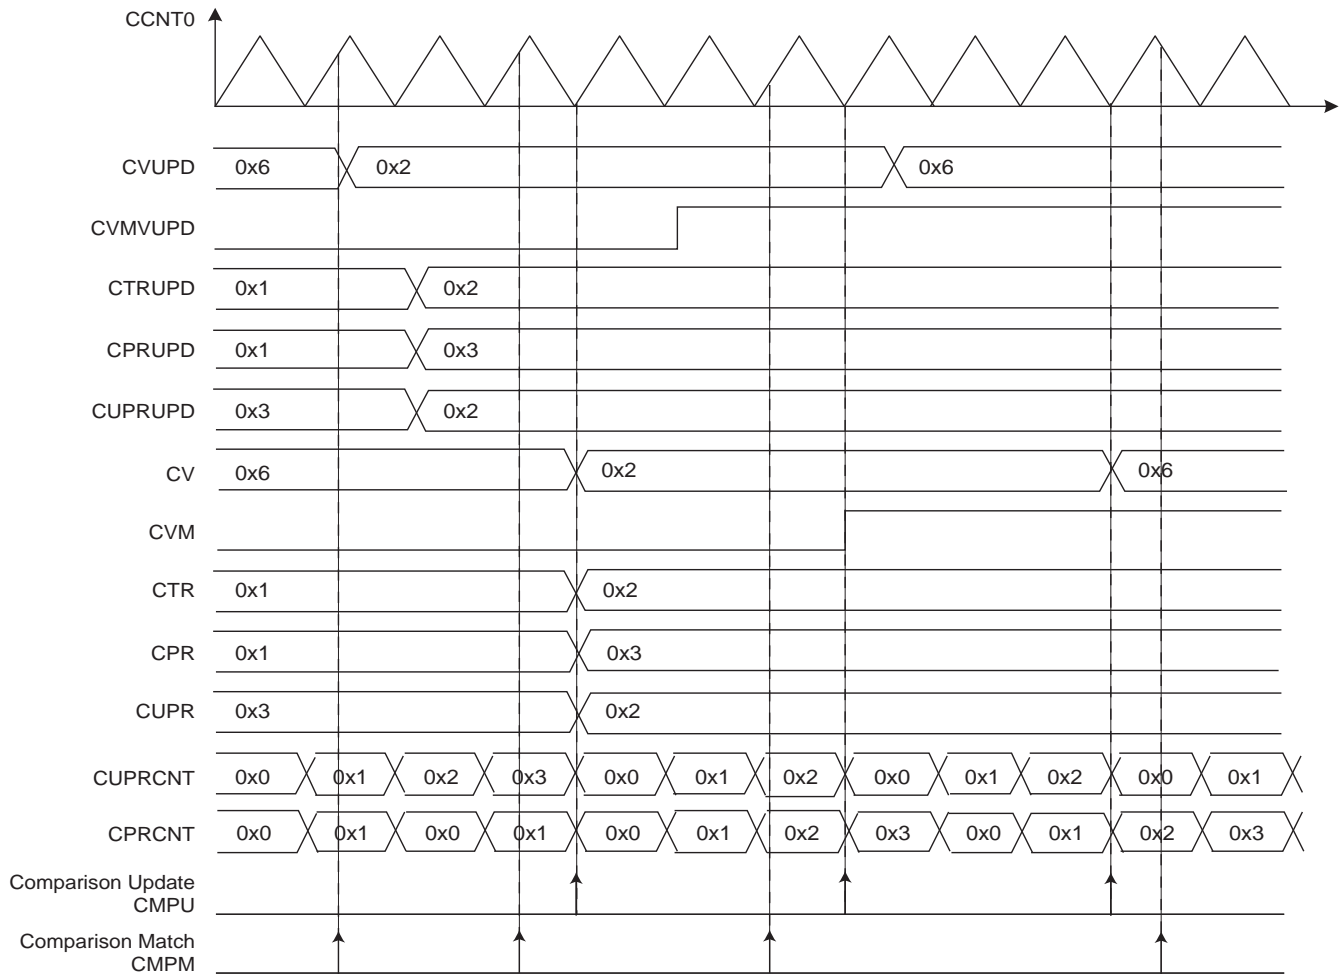 CCNT0
CVUPD 0x6 0x2 0x6
CVMVUPD
CTRUPD 0x1 0x2
CPRUPD 0x1 0x3
CUPRUPD 0x3 0x2
CV 0x6 0x2 0x6
CVM
CTR 0x1 0x2
CPR 0x1 0x3
CUPR 0x3 0x2
CUPRCNT 0x0 0x1 0x2 0x3 0x0 0x1 0x2 0x0 0x1 0x2 0x0 0x1
CPRCNT 0x0 0x1 0x0 0x1 0x0 0x1 0x2 0x3 0x0 0x1 0x2 0x3
Comparison Update
CMPU
Comparison Match
CMPM